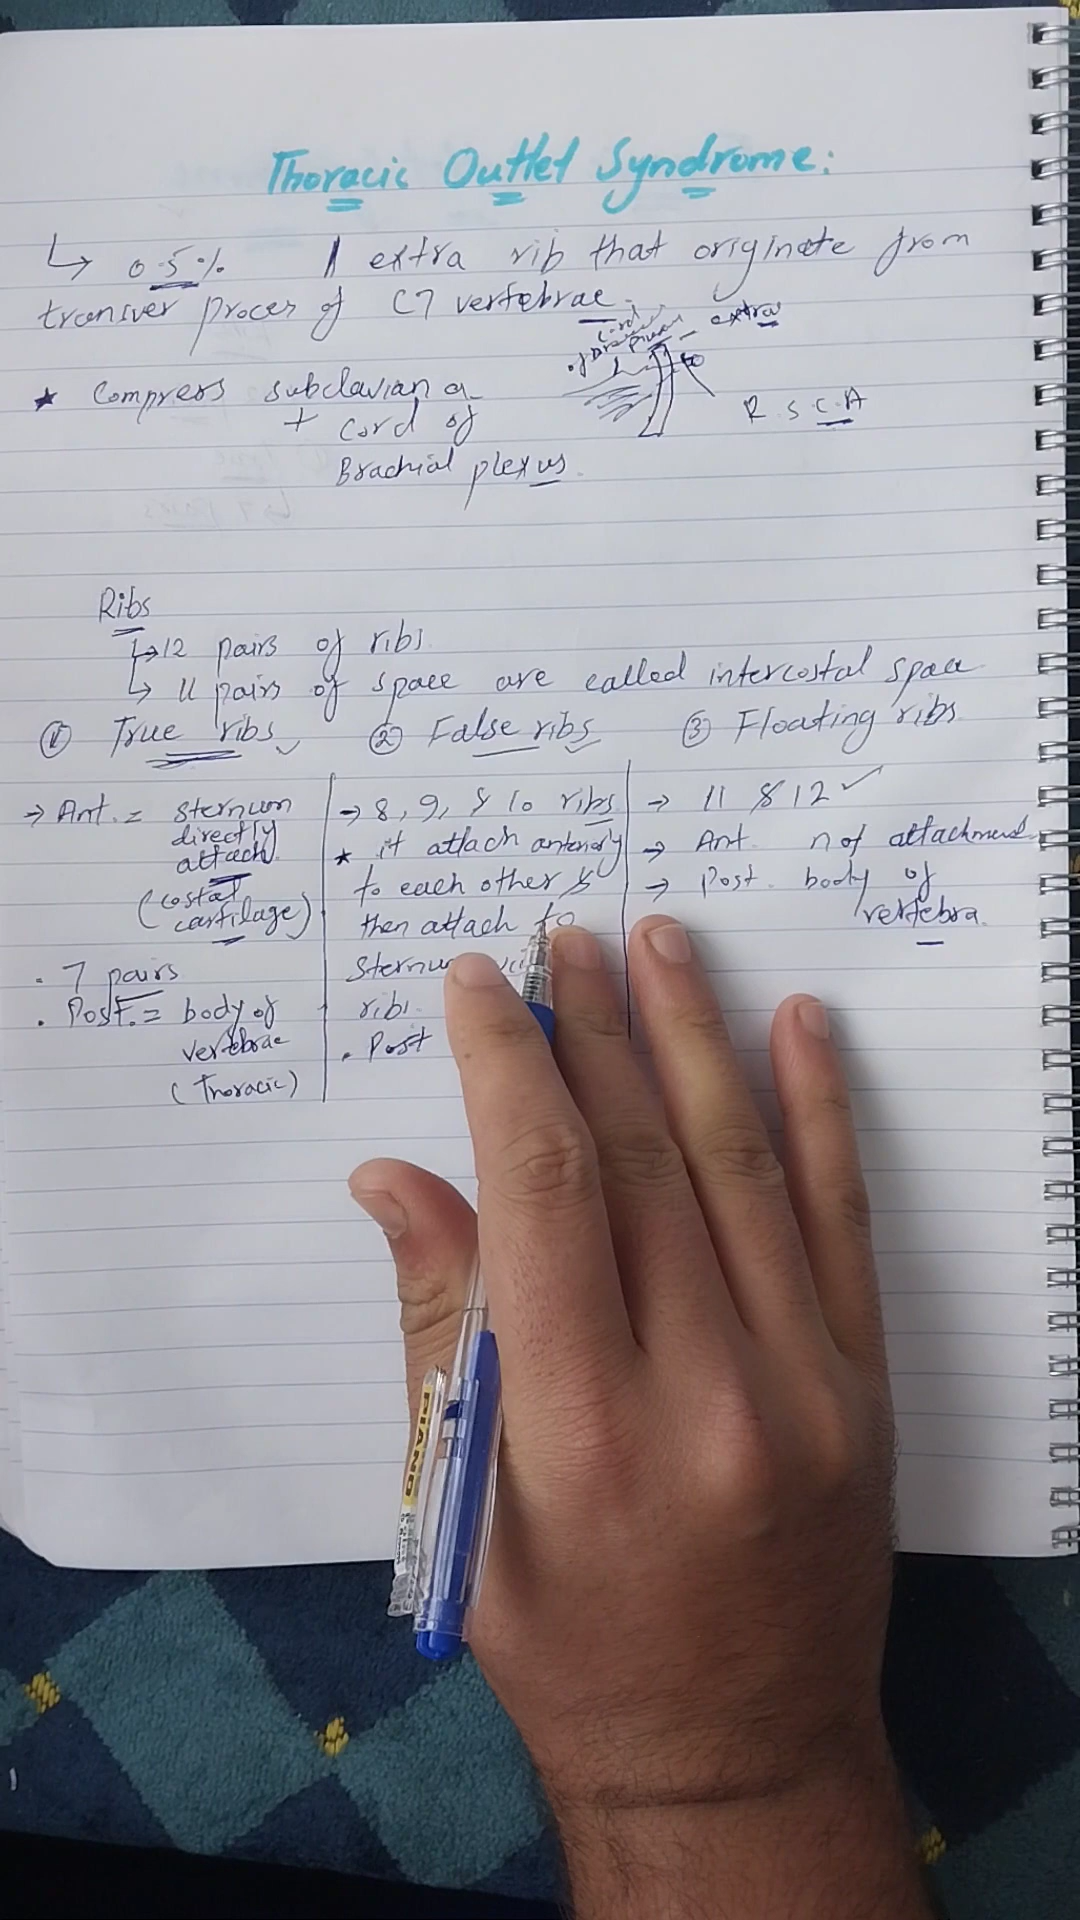 Thoracic Outlet Syndrome:
↳ 0.5% 1 extra rib that originate from
transver proces of C7 vertebrae.
cord
of
extra
R.S.C.A
★ Compress subclavian a.
+ cord of
Brachial plexus.
Ribs
↳ 12 pairs of ribs
↳ 11 pairs of space are called intercostal space
① True ribs ② False ribs ③ Floating ribs
→ Ant. = sternum
directly
attach
(costal
cartilage)
. 7 pairs
. Post. = body of
vertebrae
(Thoracic)
→ 8, 9, & 10 ribs
★ it attach anteriorly
to each other &
then attach to
sternum
ribs.
. Post
→ 11 & 12 ✓
→ Ant. n of attachment
→ Post. body of
vertebra.
PIANO